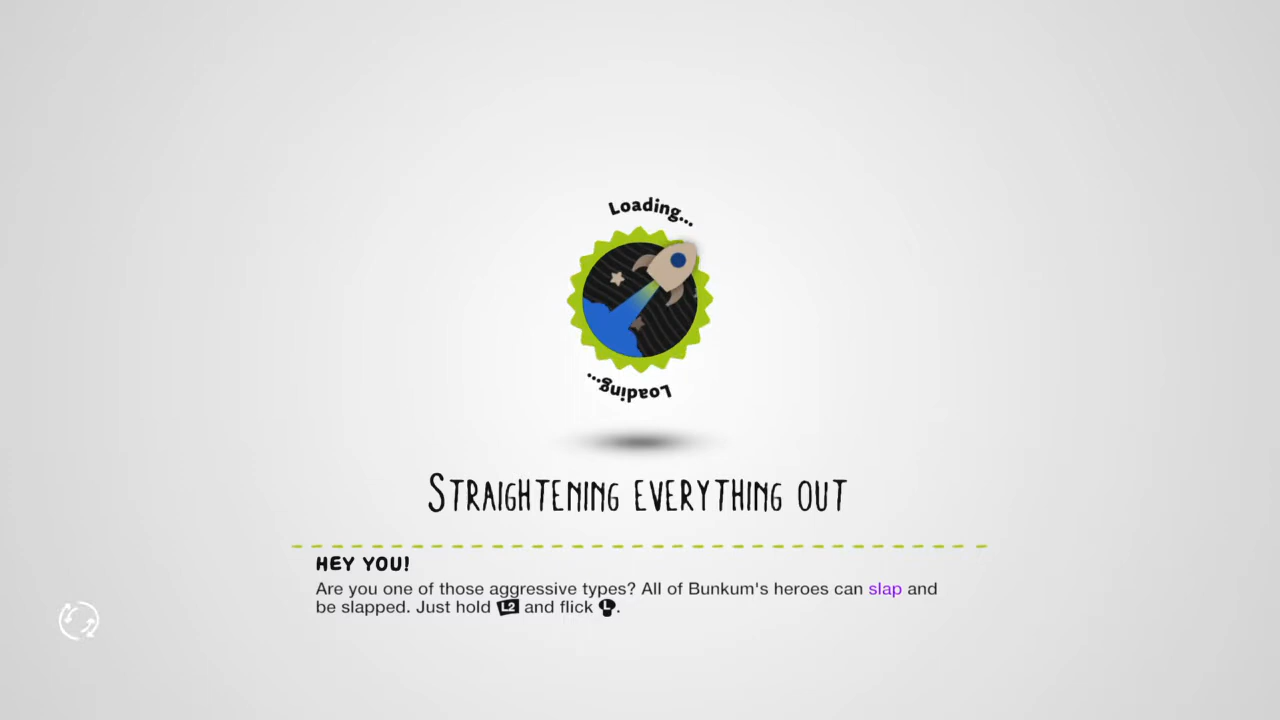 Loading...
Loading...
STRAIGHTENING EVERYTHING OUT
HEY YOU!
Are you one of those aggressive types? All of Bunkum's heroes can slap and
be slapped. Just hold L2 and flick L.